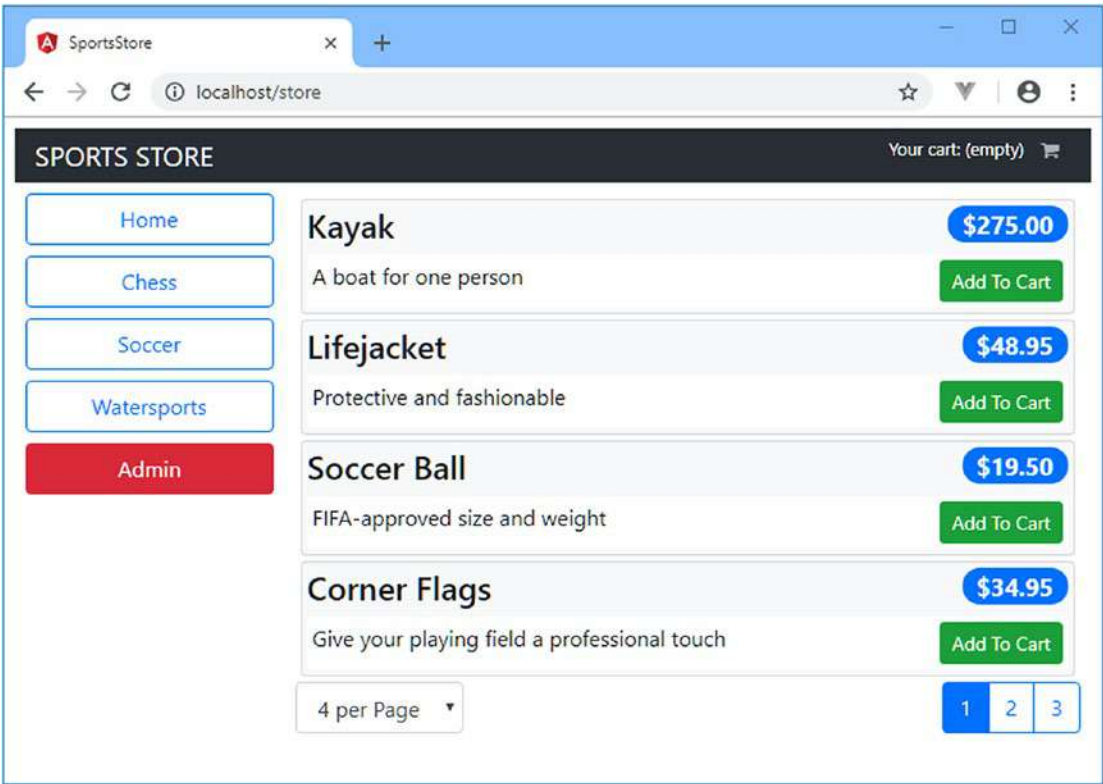 SportsStore
localhost/store
SPORTS STORE
Your cart: (empty)
Home
Chess
Soccer
Watersports
Admin
Kayak
$275.00
A boat for one person
Add To Cart
Lifejacket
$48.95
Protective and fashionable
Add To Cart
Soccer Ball
$19.50
FIFA-approved size and weight
Add To Cart
Corner Flags
$34.95
Give your playing field a professional touch
Add To Cart
4 per Page
1 2 3